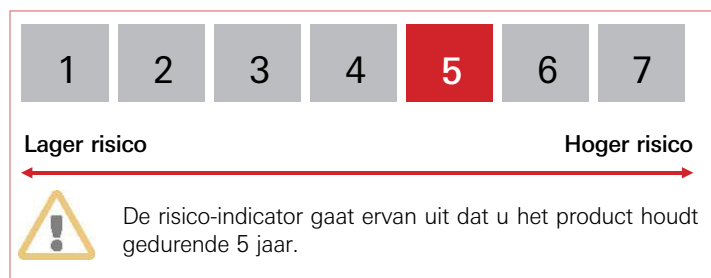 1 2 3 4 5 6 7
Lager risico Hoger risico
De risico-indicator gaat ervan uit dat u het product houdt
gedurende 5 jaar.